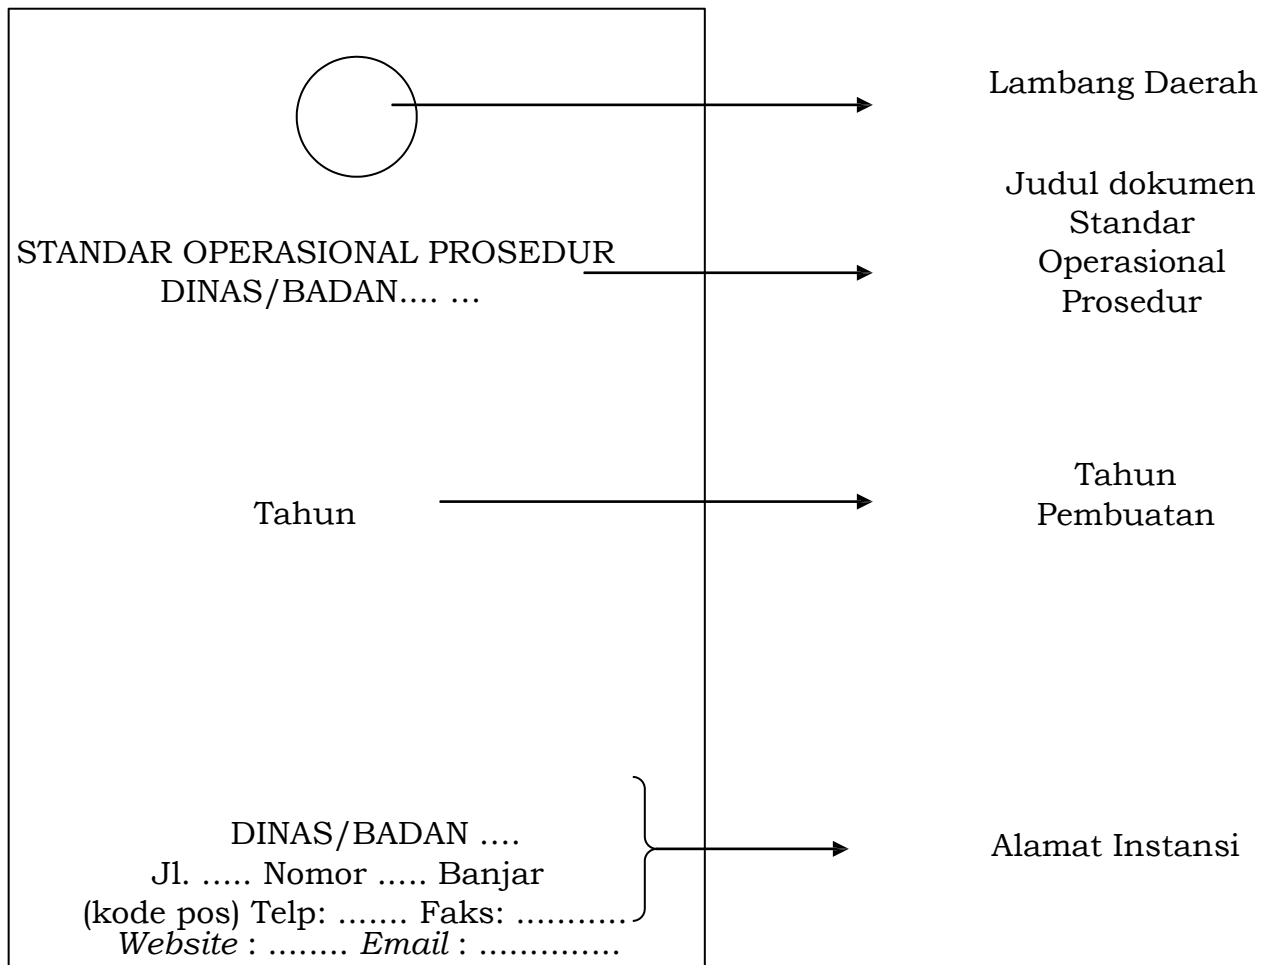 Lambang Daerah
Judul dokumen
Standar
Operasional
Prosedur
STANDAR OPERASIONAL PROSEDUR
DINAS/BADAN.... ...
Tahun
Pembuatan
Tahun
DINAS/BADAN ....
Jl. ..... Nomor ..... Banjar
(kode pos) Telp: ....... Faks: ...........
Website : ........ Email : ..............
Alamat Instansi